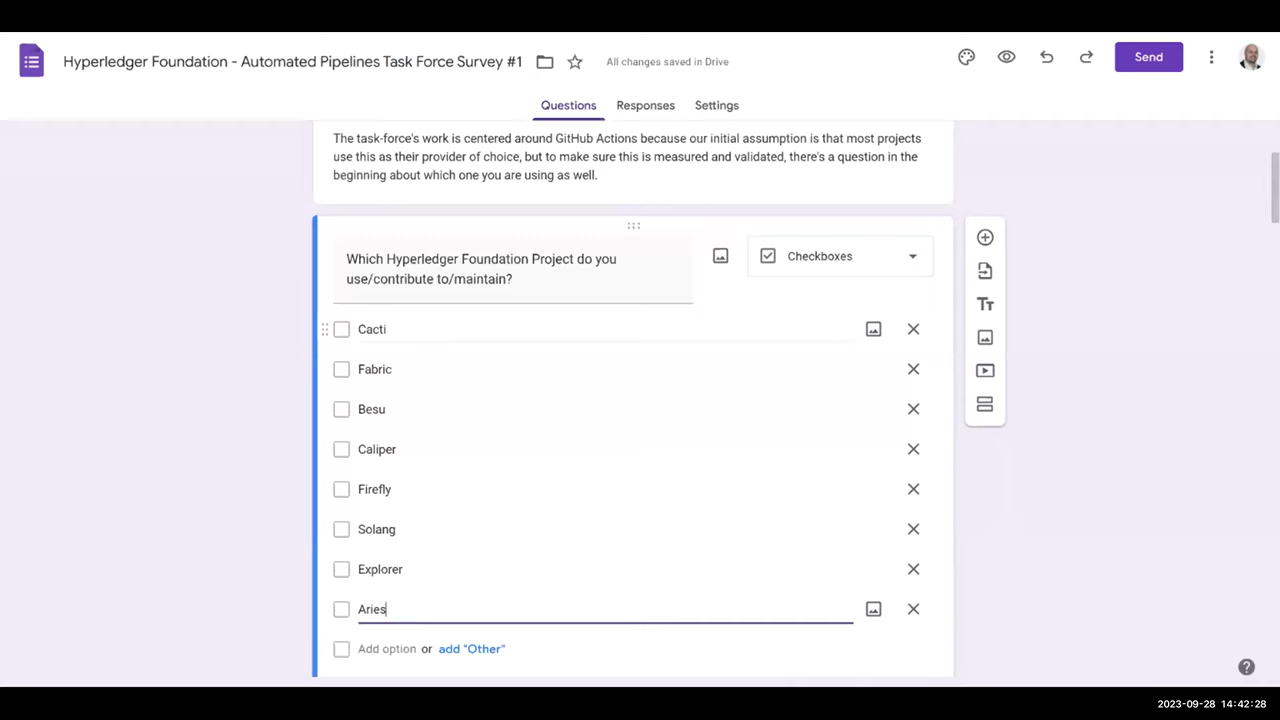 Hyperledger Foundation - Automated Pipelines Task Force Survey #1
All changes saved in Drive
Send
Questions
Responses
Settings
The task-force's work is centered around GitHub Actions because our initial assumption is that most projects
use this as their provider of choice, but to make sure this is measured and validated, there's a question in the
beginning about which one you are using as well.
Which Hyperledger Foundation Project do you
use/contribute to/maintain?
Checkboxes
Cacti
Fabric
Besu
Caliper
Firefly
Solang
Explorer
Aries
Add option or add "Other"
2023-09-28 14:42:28